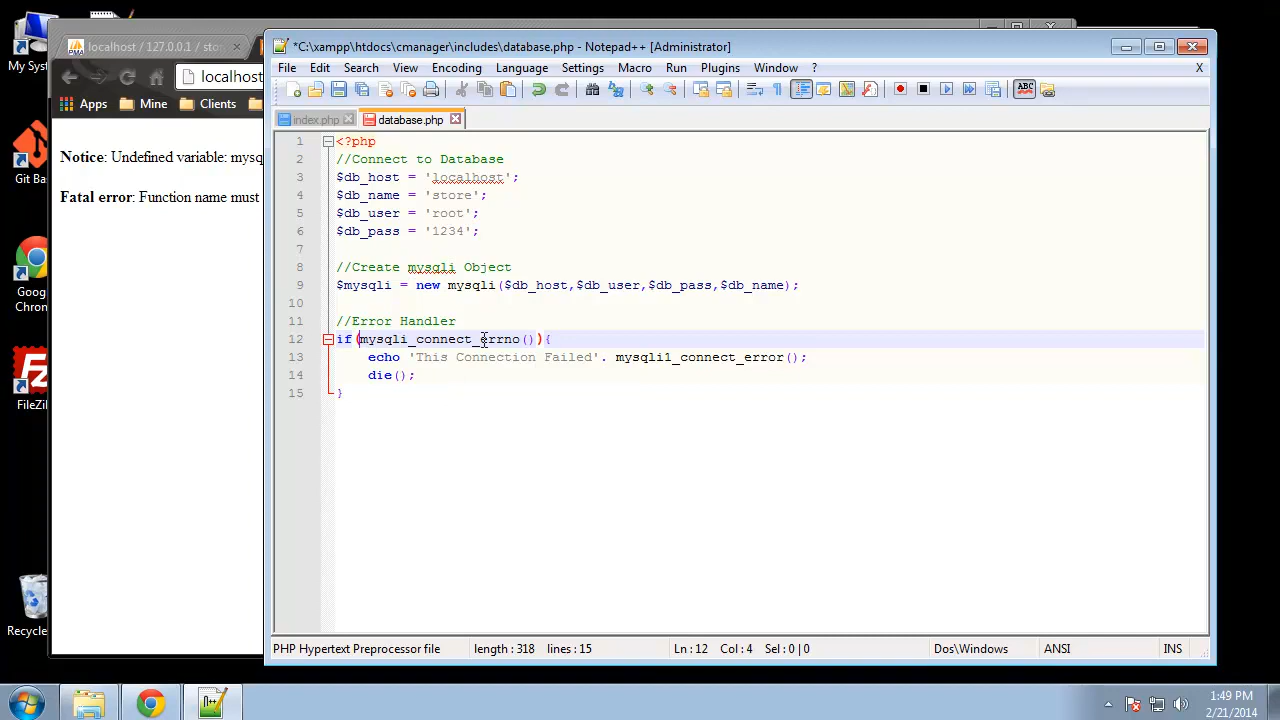 My Sys
localhost / 127.0.0.1 / sto
*C:\xampp\htdocs\cmanager\includes\database.php - Notepad++ [Administrator]
File Edit Search View Encoding Language Settings Macro Run Plugins Window ? X
localhost
Apps Mine Clients
index.php database.php
Git Ba
Goog
Chron
FileZil
Recycle
Notice: Undefined variable: mysq
Fatal error: Function name must
1 <?php
2 //Connect to Database
3 $db_host = 'localhost';
4 $db_name = 'store';
5 $db_user = 'root';
6 $db_pass = '1234';
7
8 //Create mysqli Object
9 $mysqli = new mysqli($db_host,$db_user,$db_pass,$db_name);
10
11 //Error Handler
12 if(mysqli_connect_errno()){
13 echo 'This Connection Failed'. mysqli1_connect_error();
14 die();
15 }
PHP Hypertext Preprocessor file length : 318 lines : 15 Ln : 12 Col : 4 Sel : 0 | 0 Dos\Windows ANSI INS
1:49 PM
2/21/2014